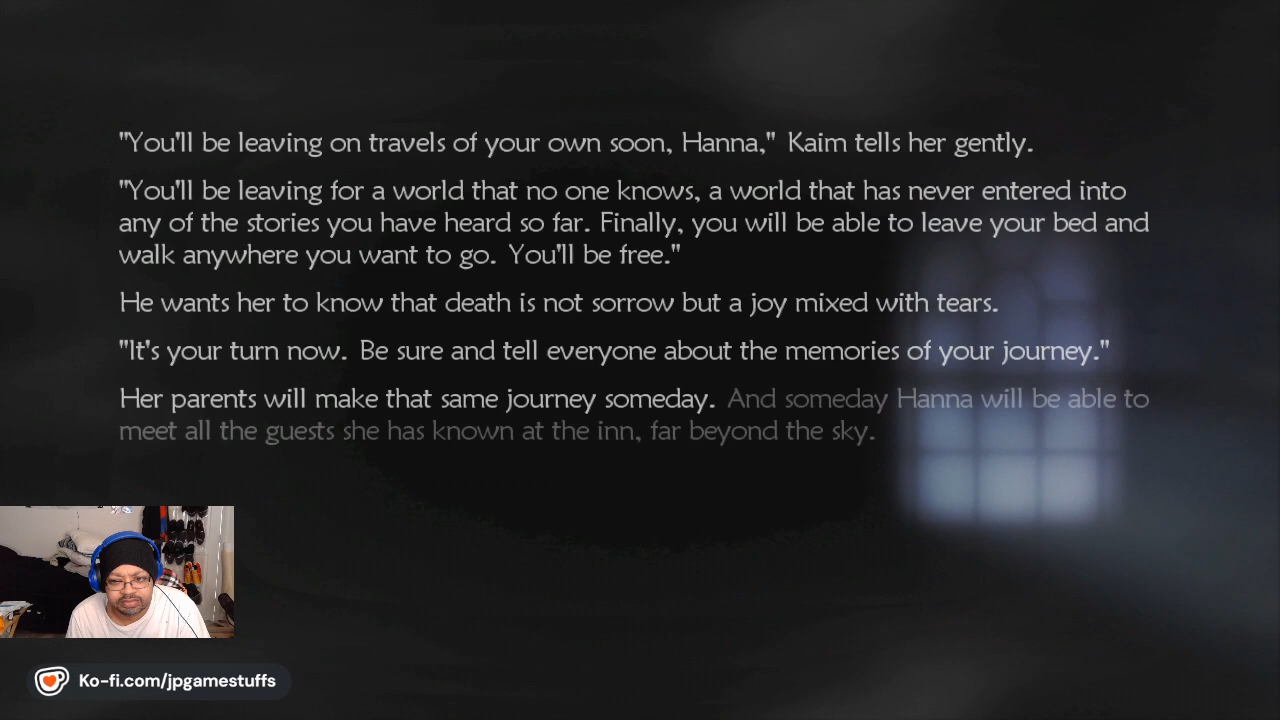 "You'll be leaving on travels of your own soon, Hanna," Kaim tells her gently.
"You'll be leaving for a world that no one knows, a world that has never entered into
any of the stories you have heard so far. Finally, you will be able to leave your bed and
walk anywhere you want to go. You'll be free."
He wants her to know that death is not sorrow but a joy mixed with tears.
"It's your turn now. Be sure and tell everyone about the memories of your journey."
Her parents will make that same journey someday. And someday Hanna will be able to
meet all the guests she has known at the inn, far beyond the sky.
Ko-fi.com/jpgamestuffs